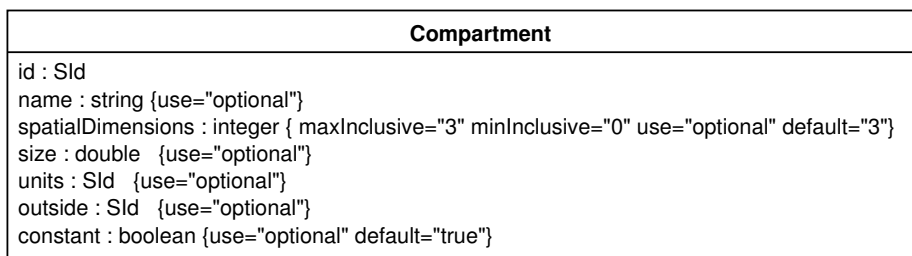 Compartment
id : SId
name : string {use="optional"}
spatialDimensions : integer { maxInclusive="3" minInclusive="0" use="optional" default="3"}
size : double {use="optional"}
units : SId {use="optional"}
outside : SId {use="optional"}
constant : boolean {use="optional" default="true"}